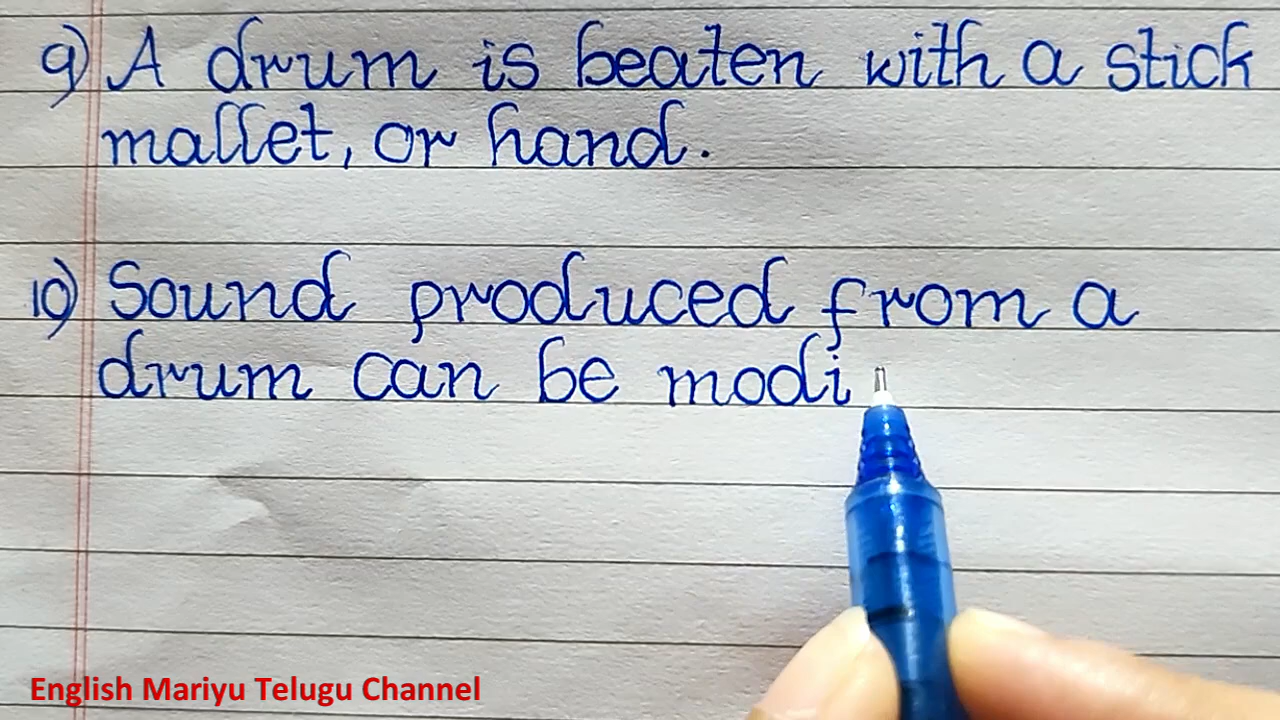 9) A drum is beaten with a stick
mallet, or hand.
10) Sound produced from a
drum can be modi
English Mariyu Telugu Channel